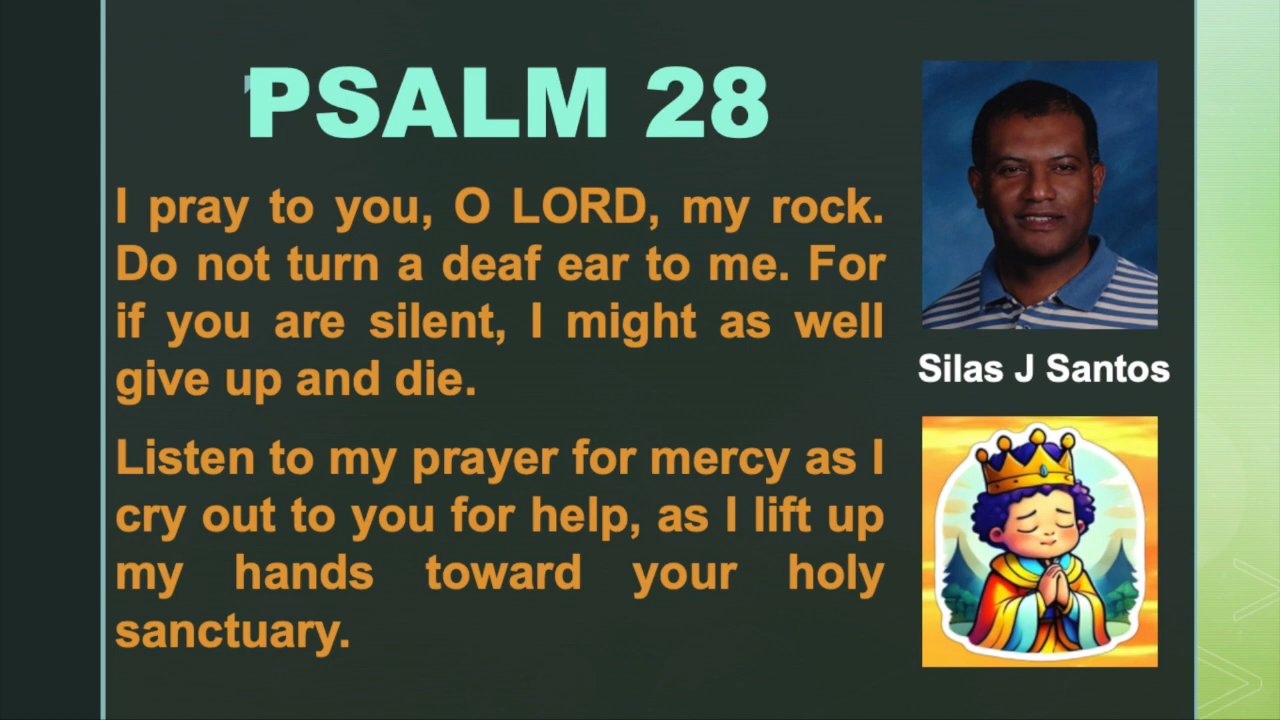 PSALM 28
I pray to you, O LORD, my rock.
Do not turn a deaf ear to me. For
if you are silent, I might as well
give up and die.
Listen to my prayer for mercy as I
cry out to you for help, as I lift up
my hands toward your holy
sanctuary.
Silas J Santos